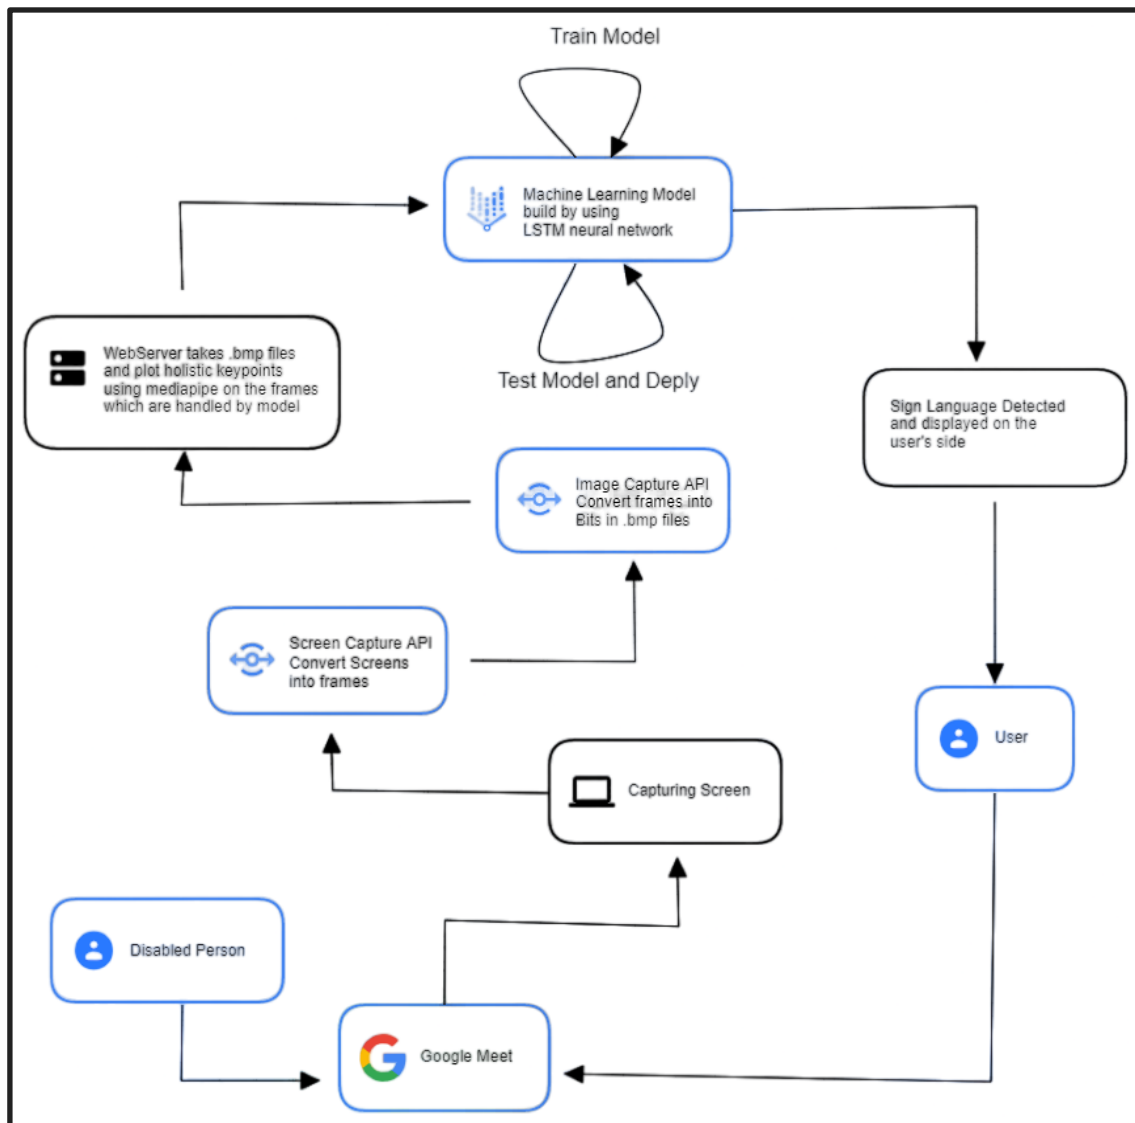 Train Model
Machine Learning Model
build by using
LSTM neural network
WebServer takes .bmp files
and plot holistic keypoints
using mediapipe on the frames
which are handled by model
Test Model and Deply
Sign Language Detected
and displayed on the
user's side
Image Capture API
Convert frames into
Bits in .bmp files
Screen Capture API
Convert Screens
into frames
User
Capturing Screen
Disabled Person
Google Meet